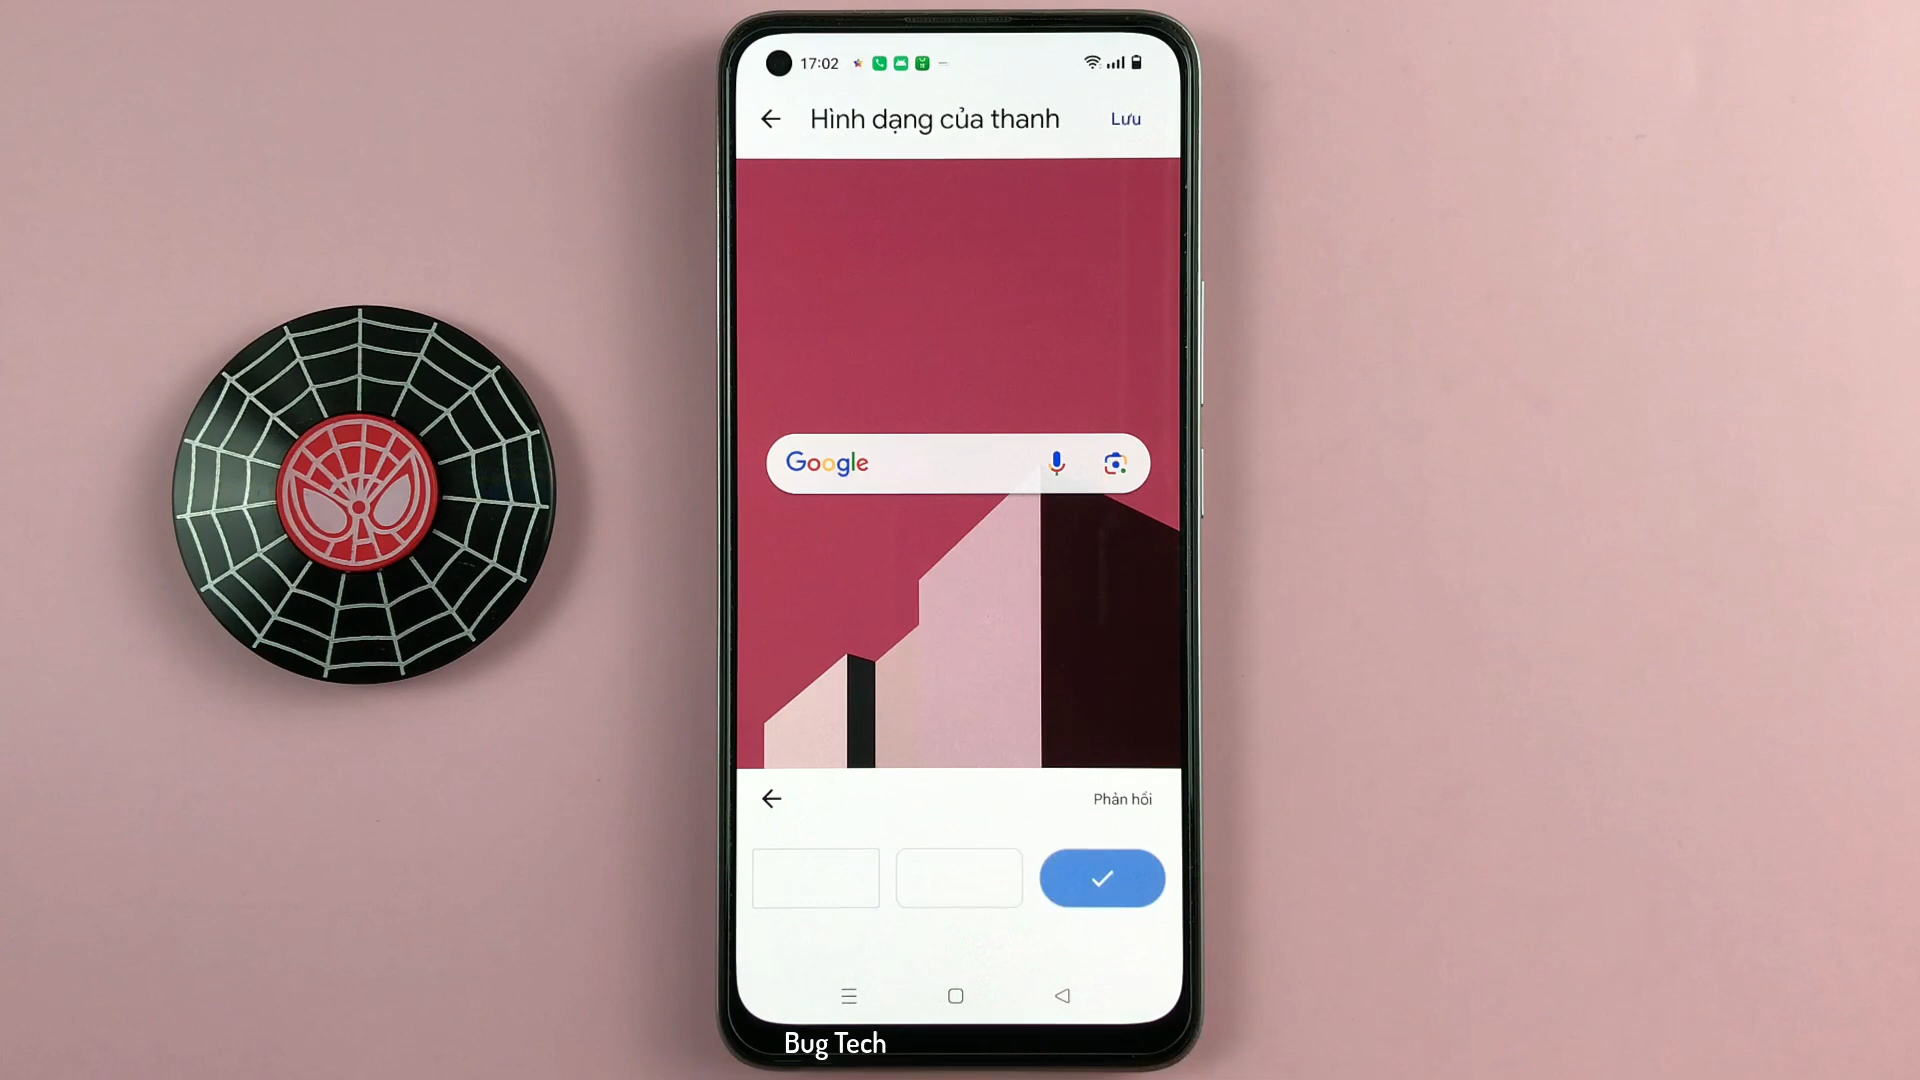 17:02
Hình dạng của thanh
Lưu
Google
Phản hồi
Bug Tech